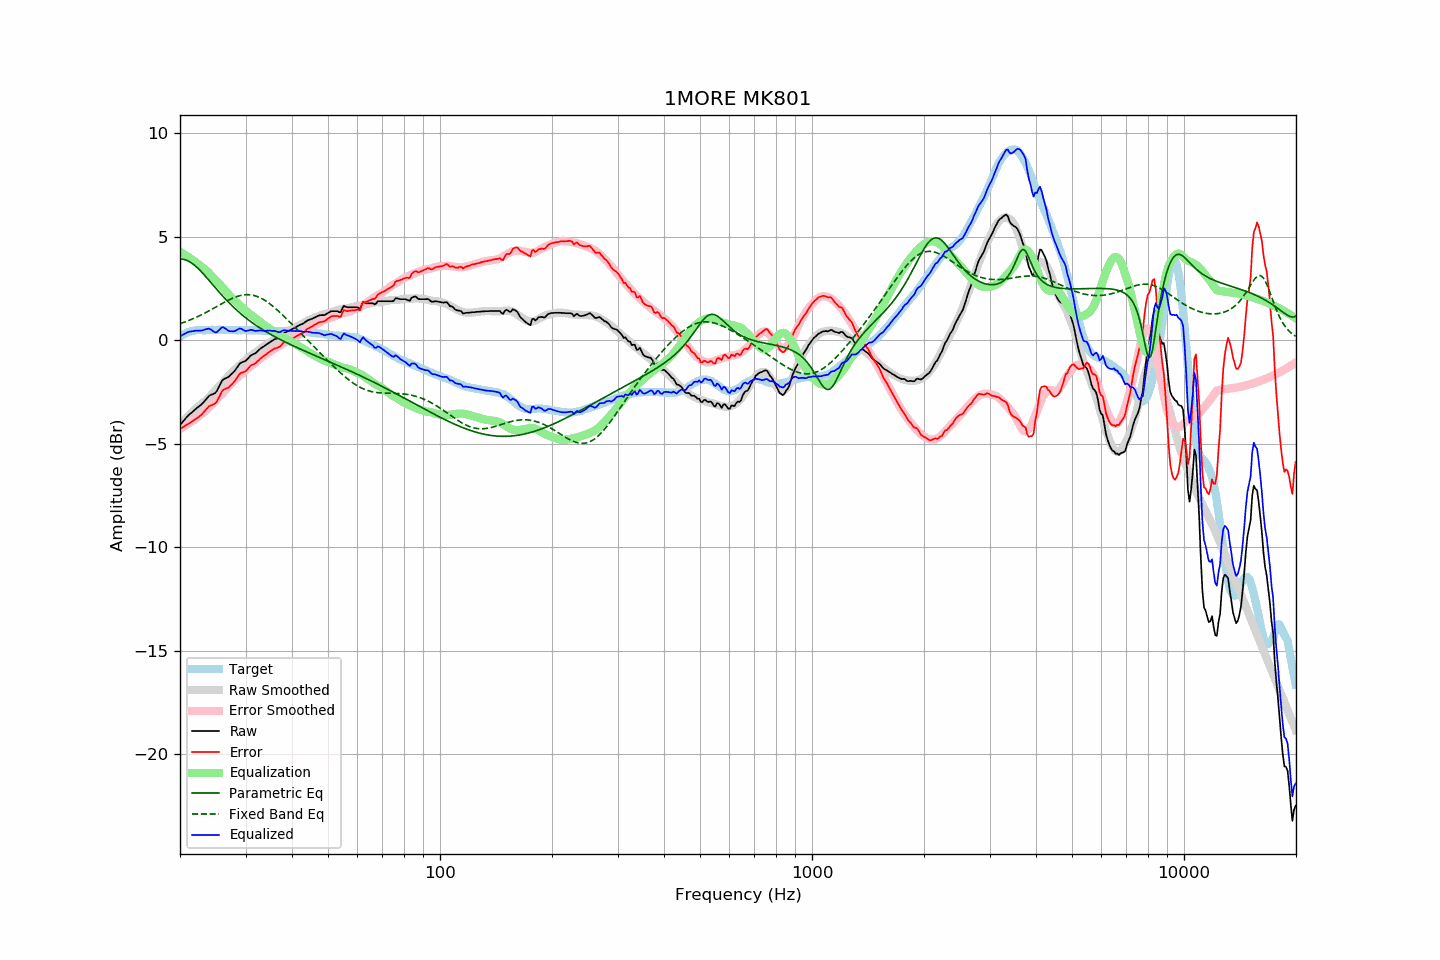 1MORE MK801
10
5
0
−5
−10
−15
−20
Amplitude (dBr)
Target
Raw Smoothed
Error Smoothed
Raw
Error
Equalization
Parametric Eq
Fixed Band Eq
Equalized
100
1000
10000
Frequency (Hz)